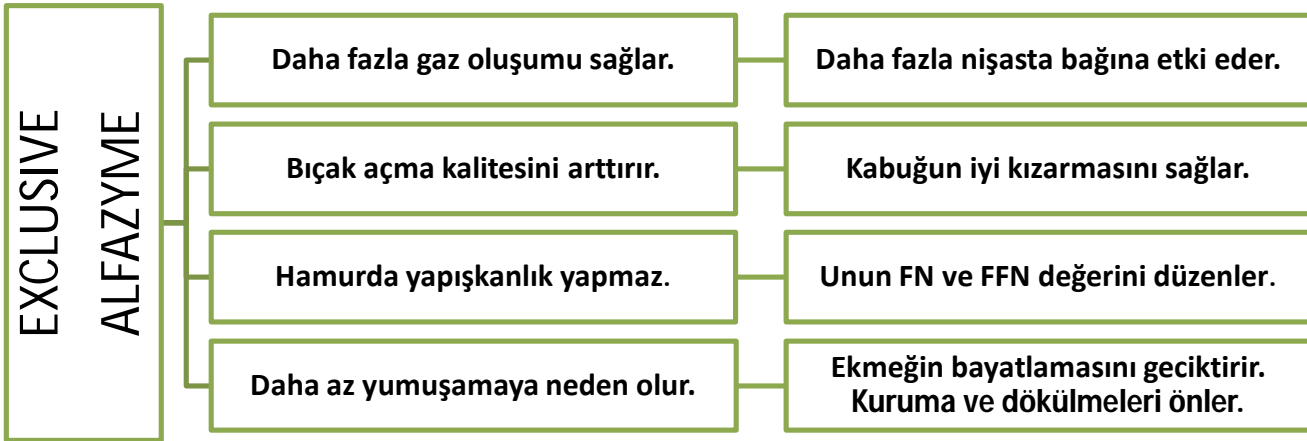 EXCLUSIVE
ALFAZYME
Daha fazla gaz oluşumu sağlar.
Daha fazla nişasta bağına etki eder.
Bıçak açma kalitesini arttırır.
Kabuğun iyi kızarmasını sağlar.
Hamurda yapışkanlık yapmaz.
Unun FN ve FFN değerini düzenler.
Daha az yumuşamaya neden olur.
Ekmeğin bayatlamasını geciktirir.
Kuruma ve dökülmeleri önler.